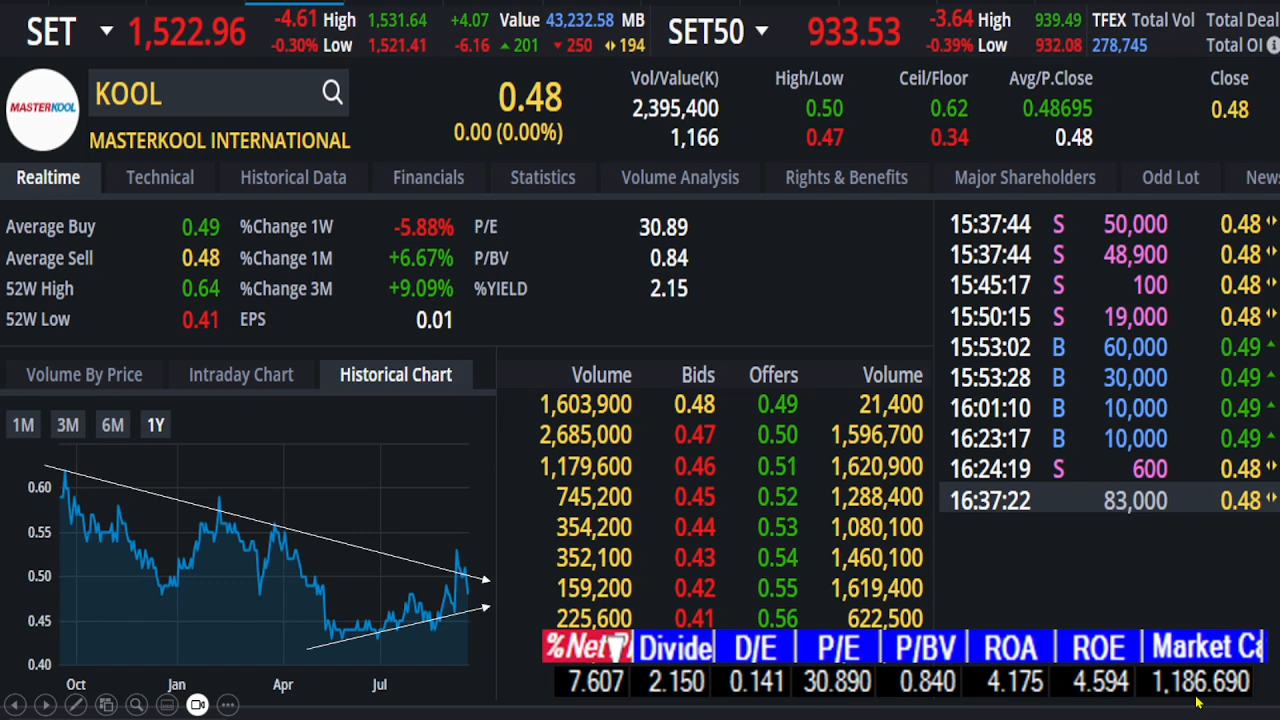 SET 1,522.96 -4.61 High 1,531.64 +4.07 Value 43,232.58 MB SET50 933.53 -3.64 High 939.49 TFEX Total Vol Total Deal
-0.30% Low 1,521.41 -6.16 201 250 194 -0.39% Low 932.08 278,745 Total OI
MASTERKOOL
KOOL
MASTERKOOL INTERNATIONAL
0.48
0.00 (0.00%)
Vol/Value(K) High/Low Ceil/Floor Avg/P.Close Close
2,395,400 0.50 0.62 0.48695 0.48
1,166 0.47 0.34 0.48
Realtime Technical Historical Data Financials Statistics Volume Analysis Rights & Benefits Major Shareholders Odd Lot News
Average Buy 0.49 %Change 1W -5.88% P/E 30.89
Average Sell 0.48 %Change 1M +6.67% P/BV 0.84
52W High 0.64 %Change 3M +9.09% %YIELD 2.15
52W Low 0.41 EPS 0.01
15:37:44 S 50,000 0.48
15:37:44 S 48,900 0.48
15:45:17 S 100 0.48
15:50:15 S 19,000 0.48
15:53:02 B 60,000 0.49
15:53:28 B 30,000 0.49
16:01:10 B 10,000 0.49
16:23:17 B 10,000 0.49
16:24:19 S 600 0.48
16:37:22 83,000 0.48
Volume By Price Intraday Chart Historical Chart
1M 3M 6M 1Y
0.60
0.55
0.50
0.45
0.40
Oct Jan Apr Jul
Volume Bids Offers Volume
1,603,900 0.48 0.49 21,400
2,685,000 0.47 0.50 1,596,700
1,179,600 0.46 0.51 1,620,900
745,200 0.45 0.52 1,288,400
354,200 0.44 0.53 1,080,100
352,100 0.43 0.54 1,460,100
159,200 0.42 0.55 1,619,400
225,600 0.41 0.56 622,500
%Net Divide D/E P/E P/BV ROA ROE Market Ca
7.607 2.150 0.141 30.890 0.840 4.175 4.594 1,186.690